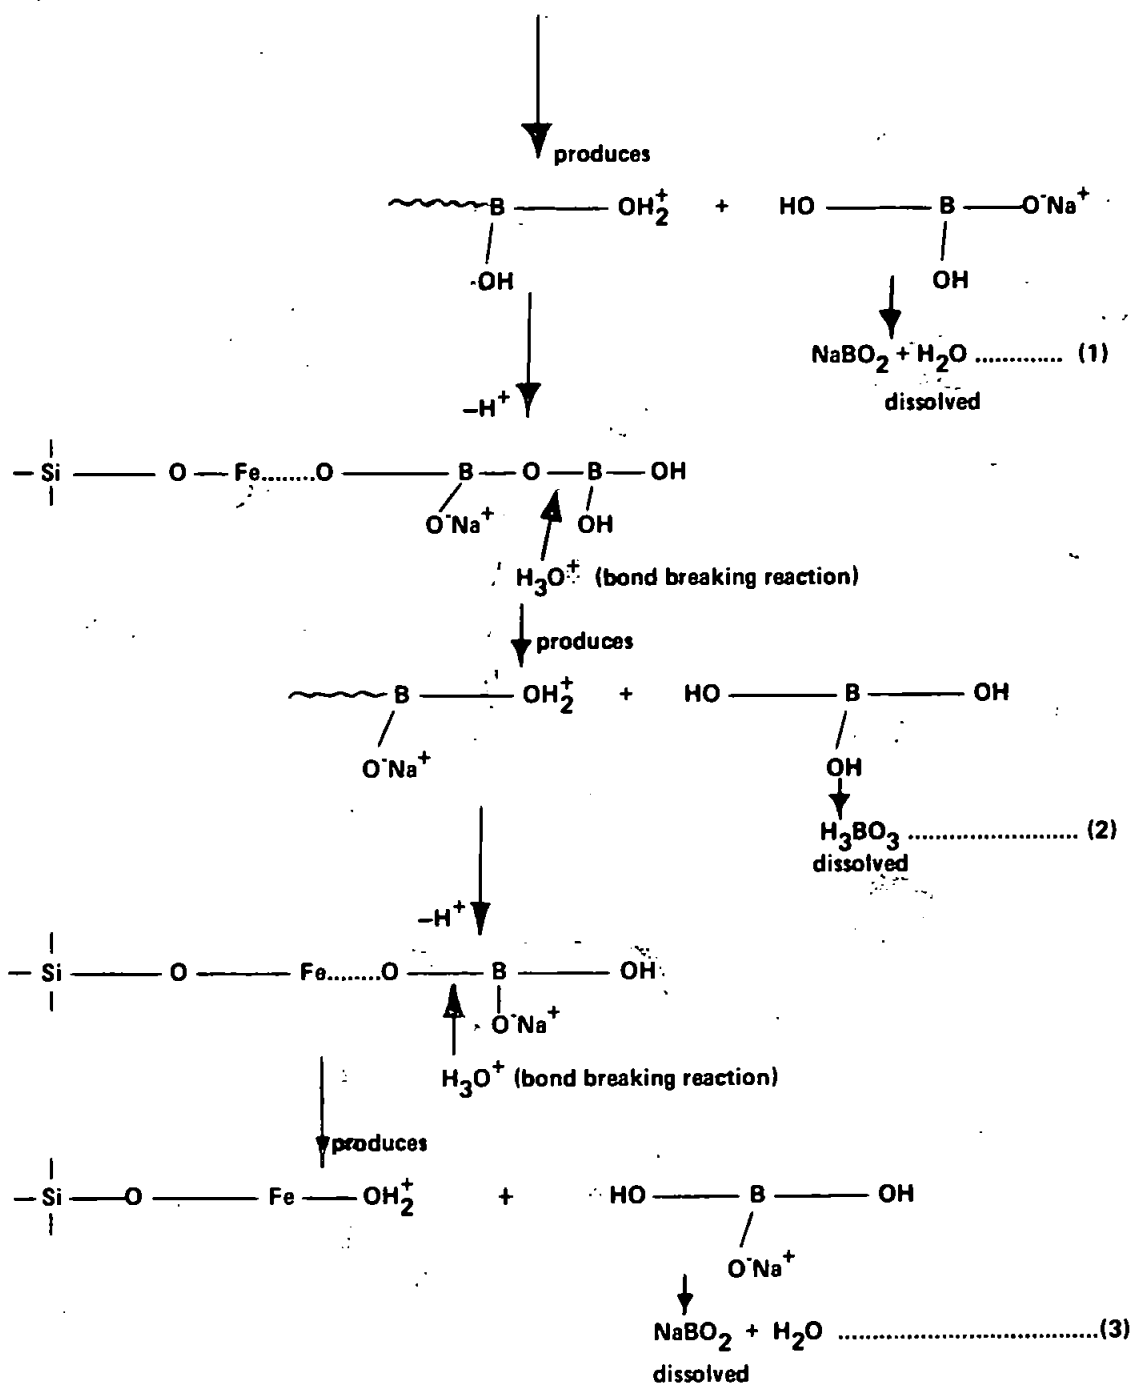 produces
B OH₂⁺ + HO B O⁻Na⁺
OH OH
NaBO₂ + H₂O ............. (1)
dissolved
–H⁺
– Si O – Fe........O B – O – B – OH
O⁻Na⁺ OH
H₃O⁺ (bond breaking reaction)
produces
B OH₂⁺ + HO B OH
O⁻Na⁺ OH
H₃BO₃ ......................... (2)
dissolved
–H⁺
– Si O Fe........O B OH
O⁻Na⁺
H₃O⁺ (bond breaking reaction)
produces
– Si O Fe OH₂⁺ + HO B OH
O⁻Na⁺
NaBO₂ + H₂O ......................................(3)
dissolved